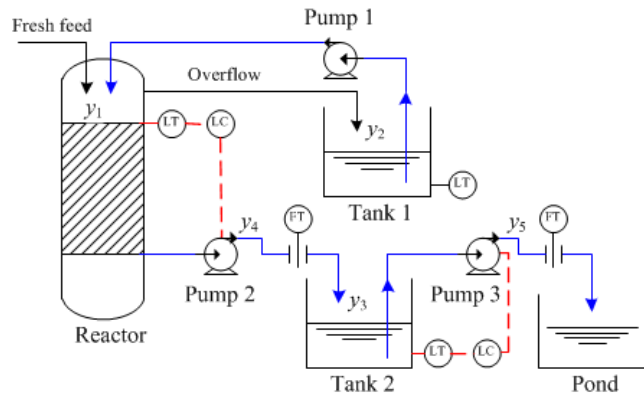 Pump 1
Fresh feed
Overflow
y1
LT
LC
y2
LT
Tank 1
y4
FT
y5
FT
Pump 2
y3
Pump 3
Reactor
LT
LC
Tank 2
Pond